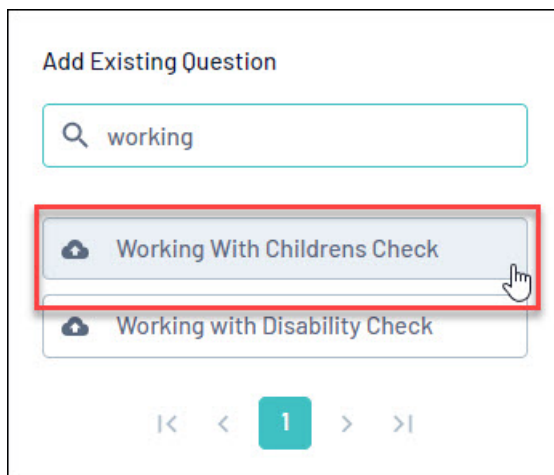 Add Existing Question
working
Working With Childrens Check
Working with Disability Check
1